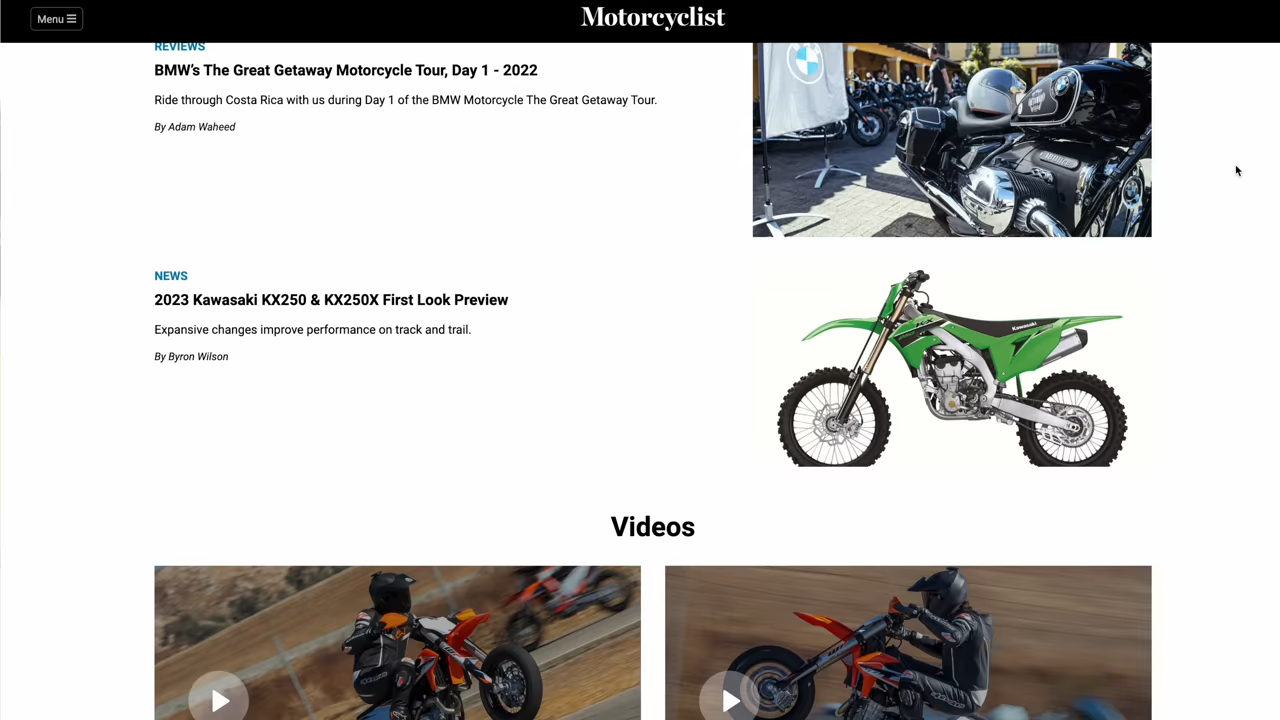 Menu
Motorcyclist
REVIEWS
BMW’s The Great Getaway Motorcycle Tour, Day 1 - 2022
Ride through Costa Rica with us during Day 1 of the BMW Motorcycle The Great Getaway Tour.
By Adam Waheed
NEWS
2023 Kawasaki KX250 & KX250X First Look Preview
Expansive changes improve performance on track and trail.
By Byron Wilson
KX
Kawasaki
Videos